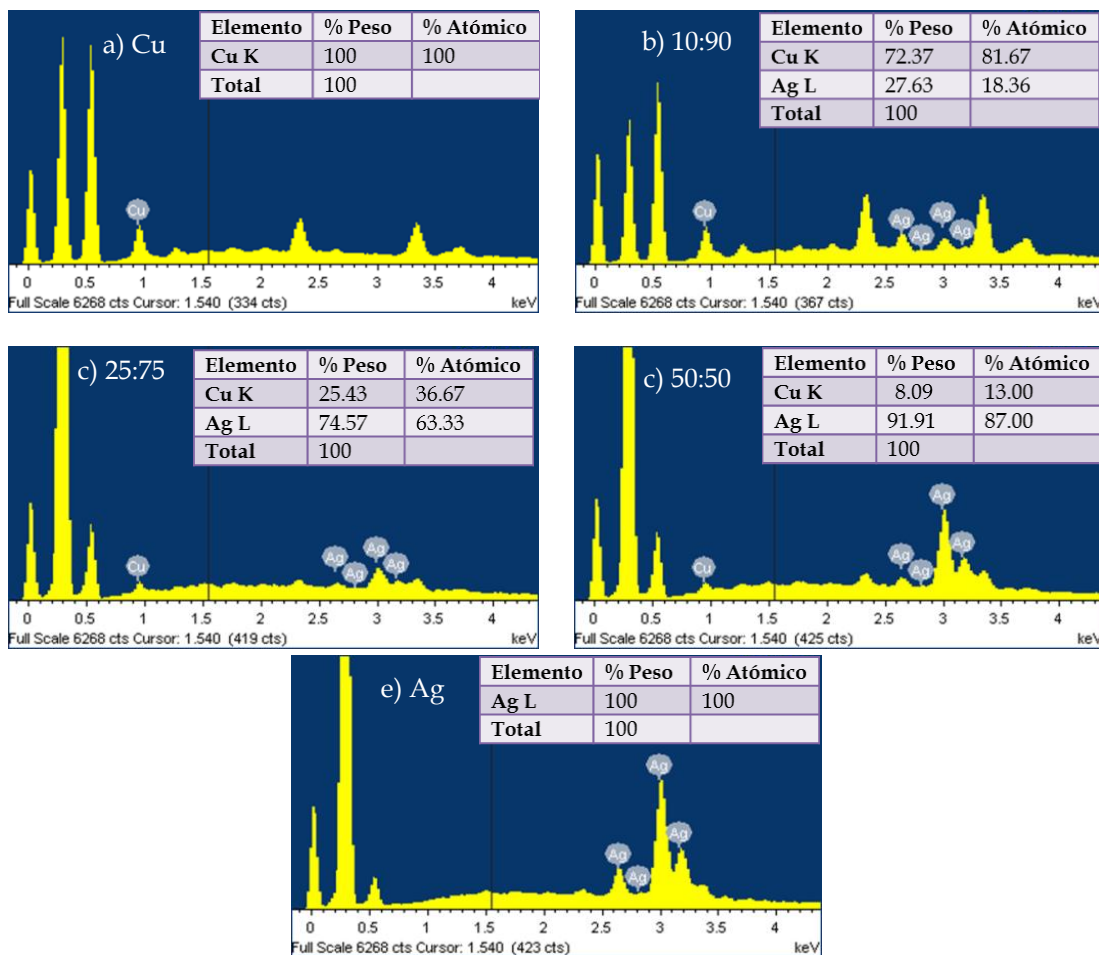 a) Cu
Elemento % Peso % Atómico
Cu K 100 100
Total 100
Cu
0 0.5 1 1.5 2 2.5 3 3.5 4
Full Scale 6268 cts Cursor: 1.540 (334 cts) keV
b) 10:90
Elemento % Peso % Atómico
Cu K 72.37 81.67
Ag L 27.63 18.36
Total 100
Cu Ag Ag Ag Ag
0 0.5 1 1.5 2 2.5 3 3.5 4
Full Scale 6268 cts Cursor: 1.540 (367 cts) keV
c) 25:75
Elemento % Peso % Atómico
Cu K 25.43 36.67
Ag L 74.57 63.33
Total 100
Cu Ag Ag Ag Ag
0 0.5 1 1.5 2 2.5 3 3.5 4
Full Scale 6268 cts Cursor: 1.540 (419 cts) keV
c) 50:50
Elemento % Peso % Atómico
Cu K 8.09 13.00
Ag L 91.91 87.00
Total 100
Cu Ag Ag Ag Ag
0 0.5 1 1.5 2 2.5 3 3.5 4
Full Scale 6268 cts Cursor: 1.540 (425 cts) keV
e) Ag
Elemento % Peso % Atómico
Ag L 100 100
Total 100
Ag Ag Ag Ag
0 0.5 1 1.5 2 2.5 3 3.5 4
Full Scale 6268 cts Cursor: 1.540 (423 cts) keV